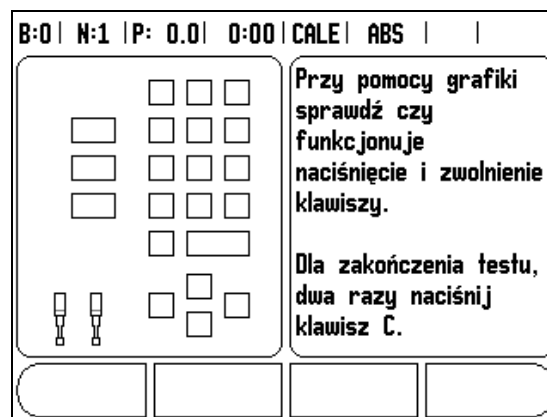 B:0 | N:1 | P: 0.0 | 0:00 | CALE | ABS | |
Przy pomocy grafiki
sprawdź czy
funkcjonuje
naciśnięcie i zwolnienie
klawiszy.
Dla zakończenia testu,
dwa razy naciśnij
klawisz C.